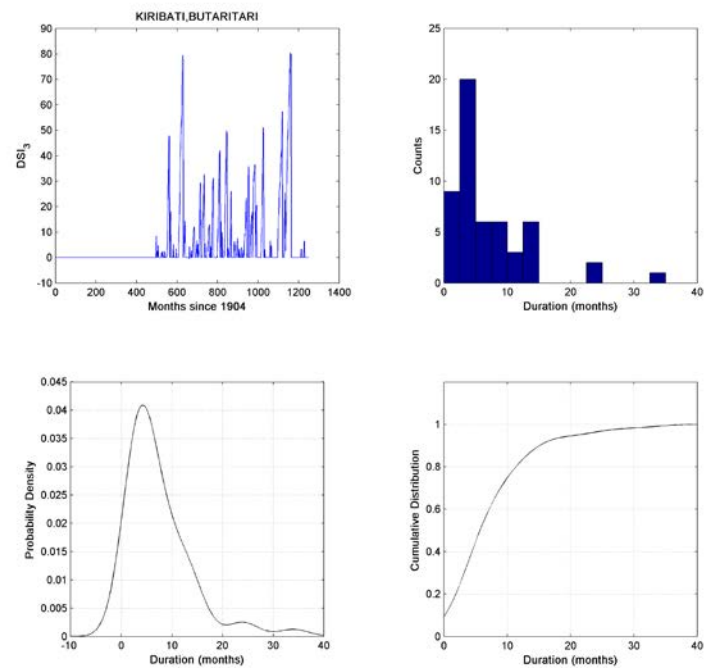 KIRIBATI,BUTARITARI
90
80
70
60
50
40
30
20
10
0
-10
DSI3
0 200 400 600 800 1000 1200 1400
Months since 1904
25
20
15
10
5
0
Counts
0 10 20 30 40
Duration (months)
0.045
0.04
0.035
0.03
0.025
0.02
0.015
0.01
0.005
0
Probability Density
-10 0 10 20 30 40
Duration (months)
1
0.8
0.6
0.4
0.2
0
Cumulative Distribution
0 10 20 30 40
Duration (months)